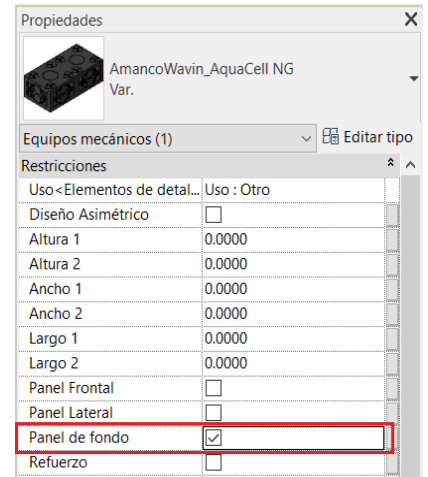 Propiedades
AmancoWavin_AquaCell NG
Var.
Equipos mecánicos (1) Editar tipo
Restricciones
Uso<Elementos de detal... Uso : Otro
Diseño Asimétrico
Altura 1 0.0000
Altura 2 0.0000
Ancho 1 0.0000
Ancho 2 0.0000
Largo 1 0.0000
Largo 2 0.0000
Panel Frontal
Panel Lateral
Panel de fondo
Refuerzo